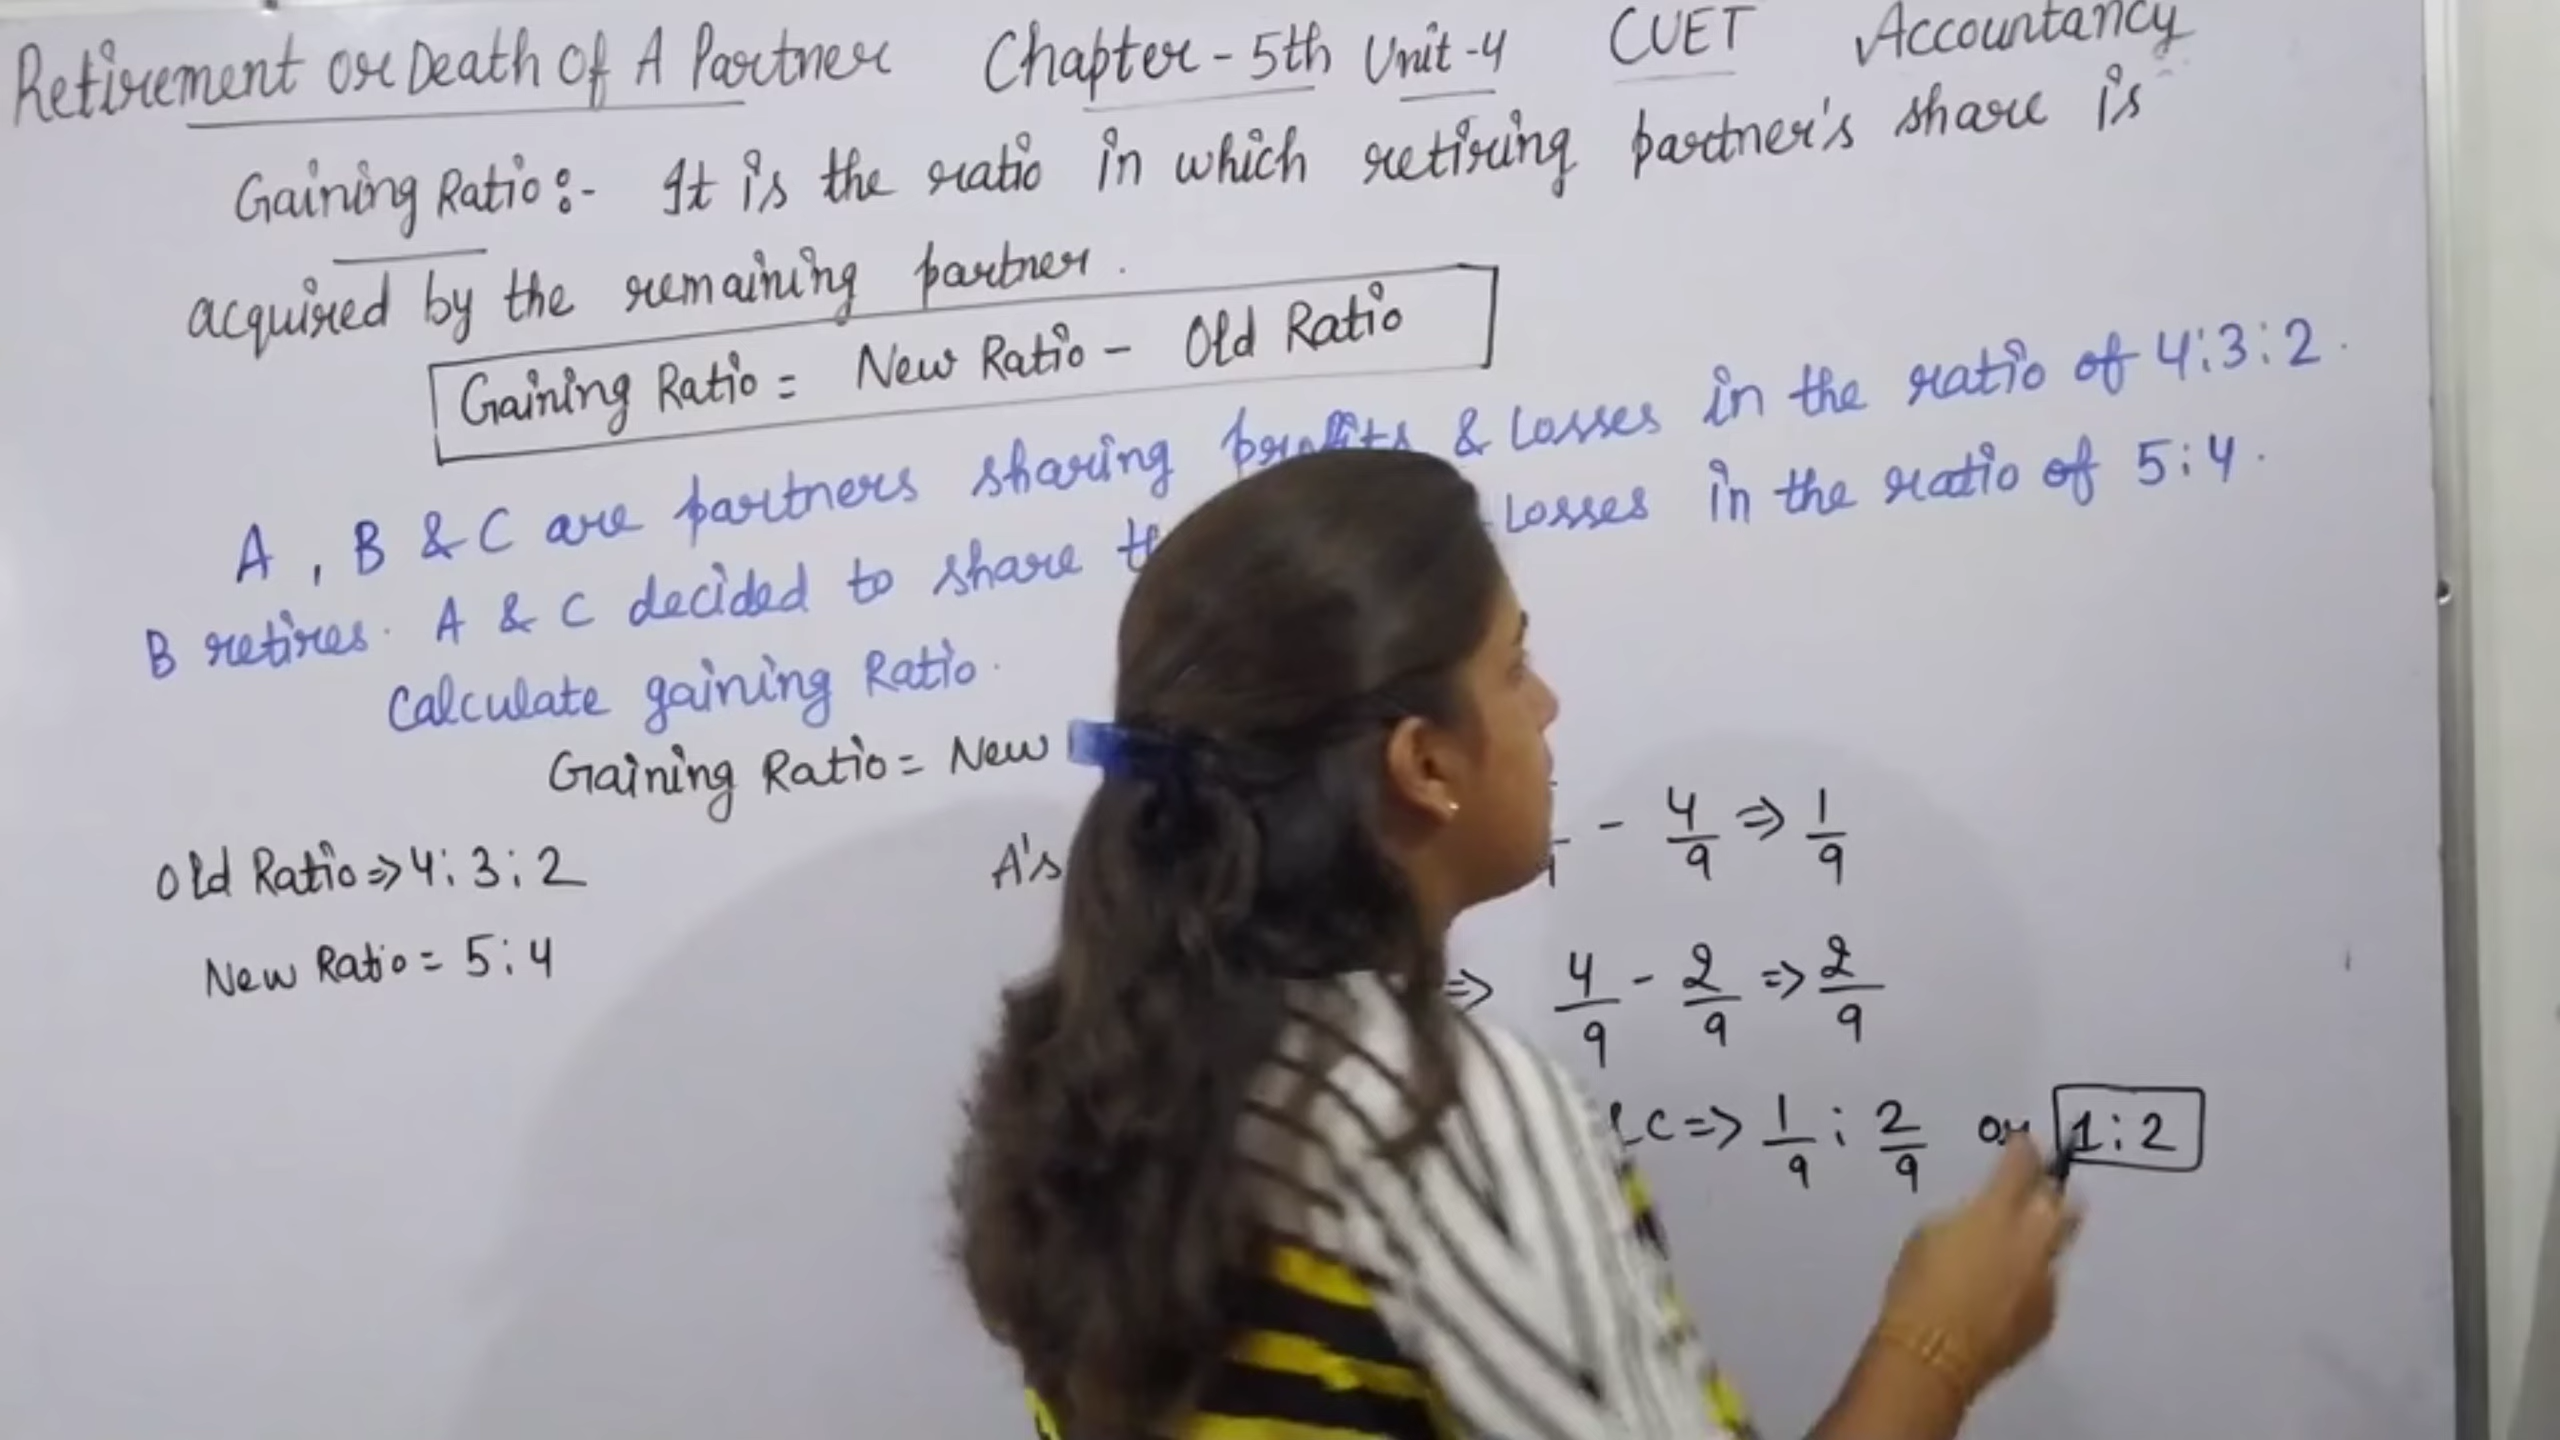 Retirement or Death Of A Partner Chapter - 5th Unit - 4 CUET Accountancy
Gaining Ratio :- It is the ratio in which retiring partner's share is
acquired by the remaining partner.
Gaining Ratio = New Ratio - Old Ratio
A, B & C are partners sharing profits & losses in the ratio of 4:3:2.
B retires. A & C decided to share losses in the ratio of 5:4.
Calculate gaining Ratio.
Gaining Ratio = New
Old Ratio => 4:3:2
New Ratio = 5:4
A's - 4/9 => 1/9
=> 4/9 - 2/9 => 2/9
C => 1/9 : 2/9 or 1:2